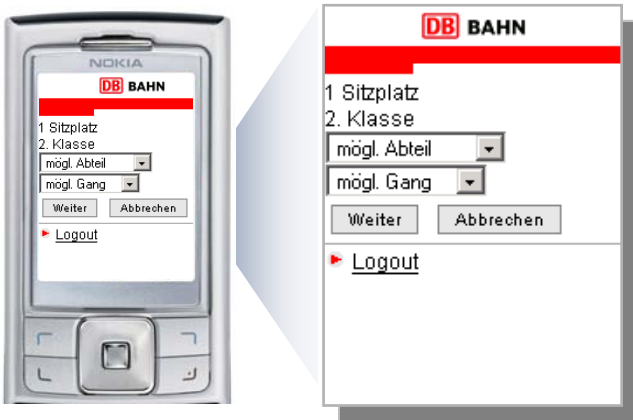 NOKIA
DB BAHN
1 Sitzplatz
2. Klasse
mögl. Abteil
mögl. Gang
Weiter Abbrechen
Logout
DB BAHN
1 Sitzplatz
2. Klasse
mögl. Abteil
mögl. Gang
Weiter Abbrechen
Logout